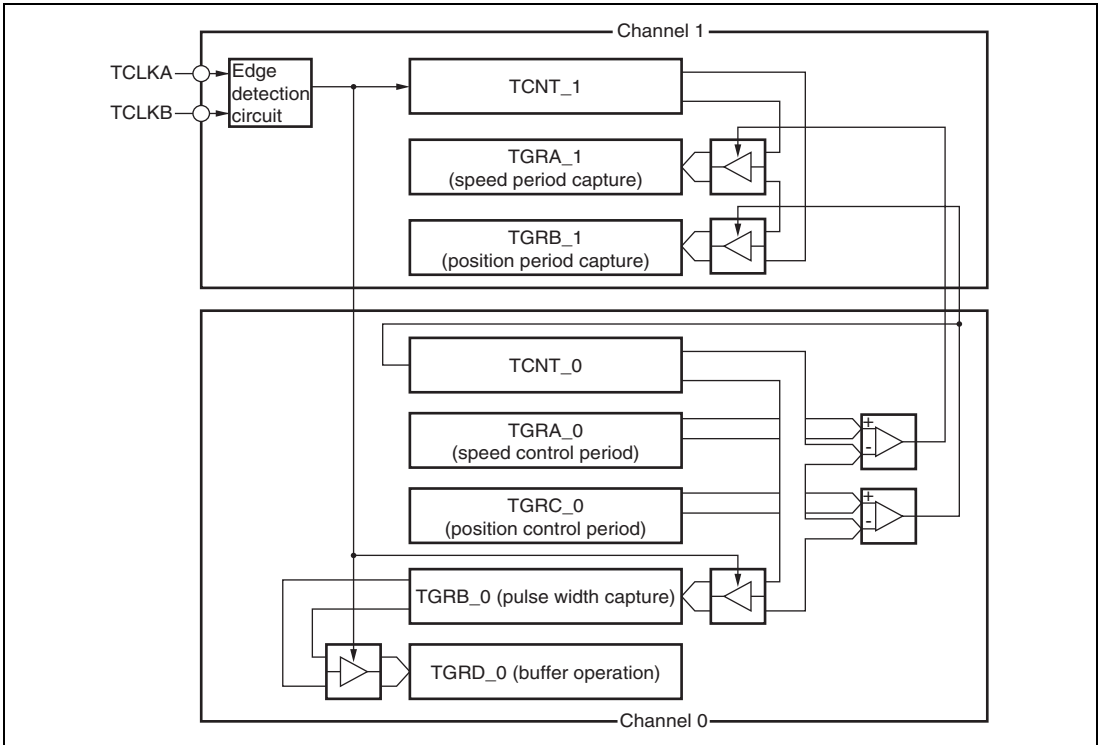 Channel 1
TCLKA
TCLKB
Edge
detection
circuit
TCNT_1
TGRA_1
(speed period capture)
TGRB_1
(position period capture)
TCNT_0
TGRA_0
(speed control period)
+
-
TGRC_0
(position control period)
+
-
TGRB_0 (pulse width capture)
TGRD_0 (buffer operation)
Channel 0